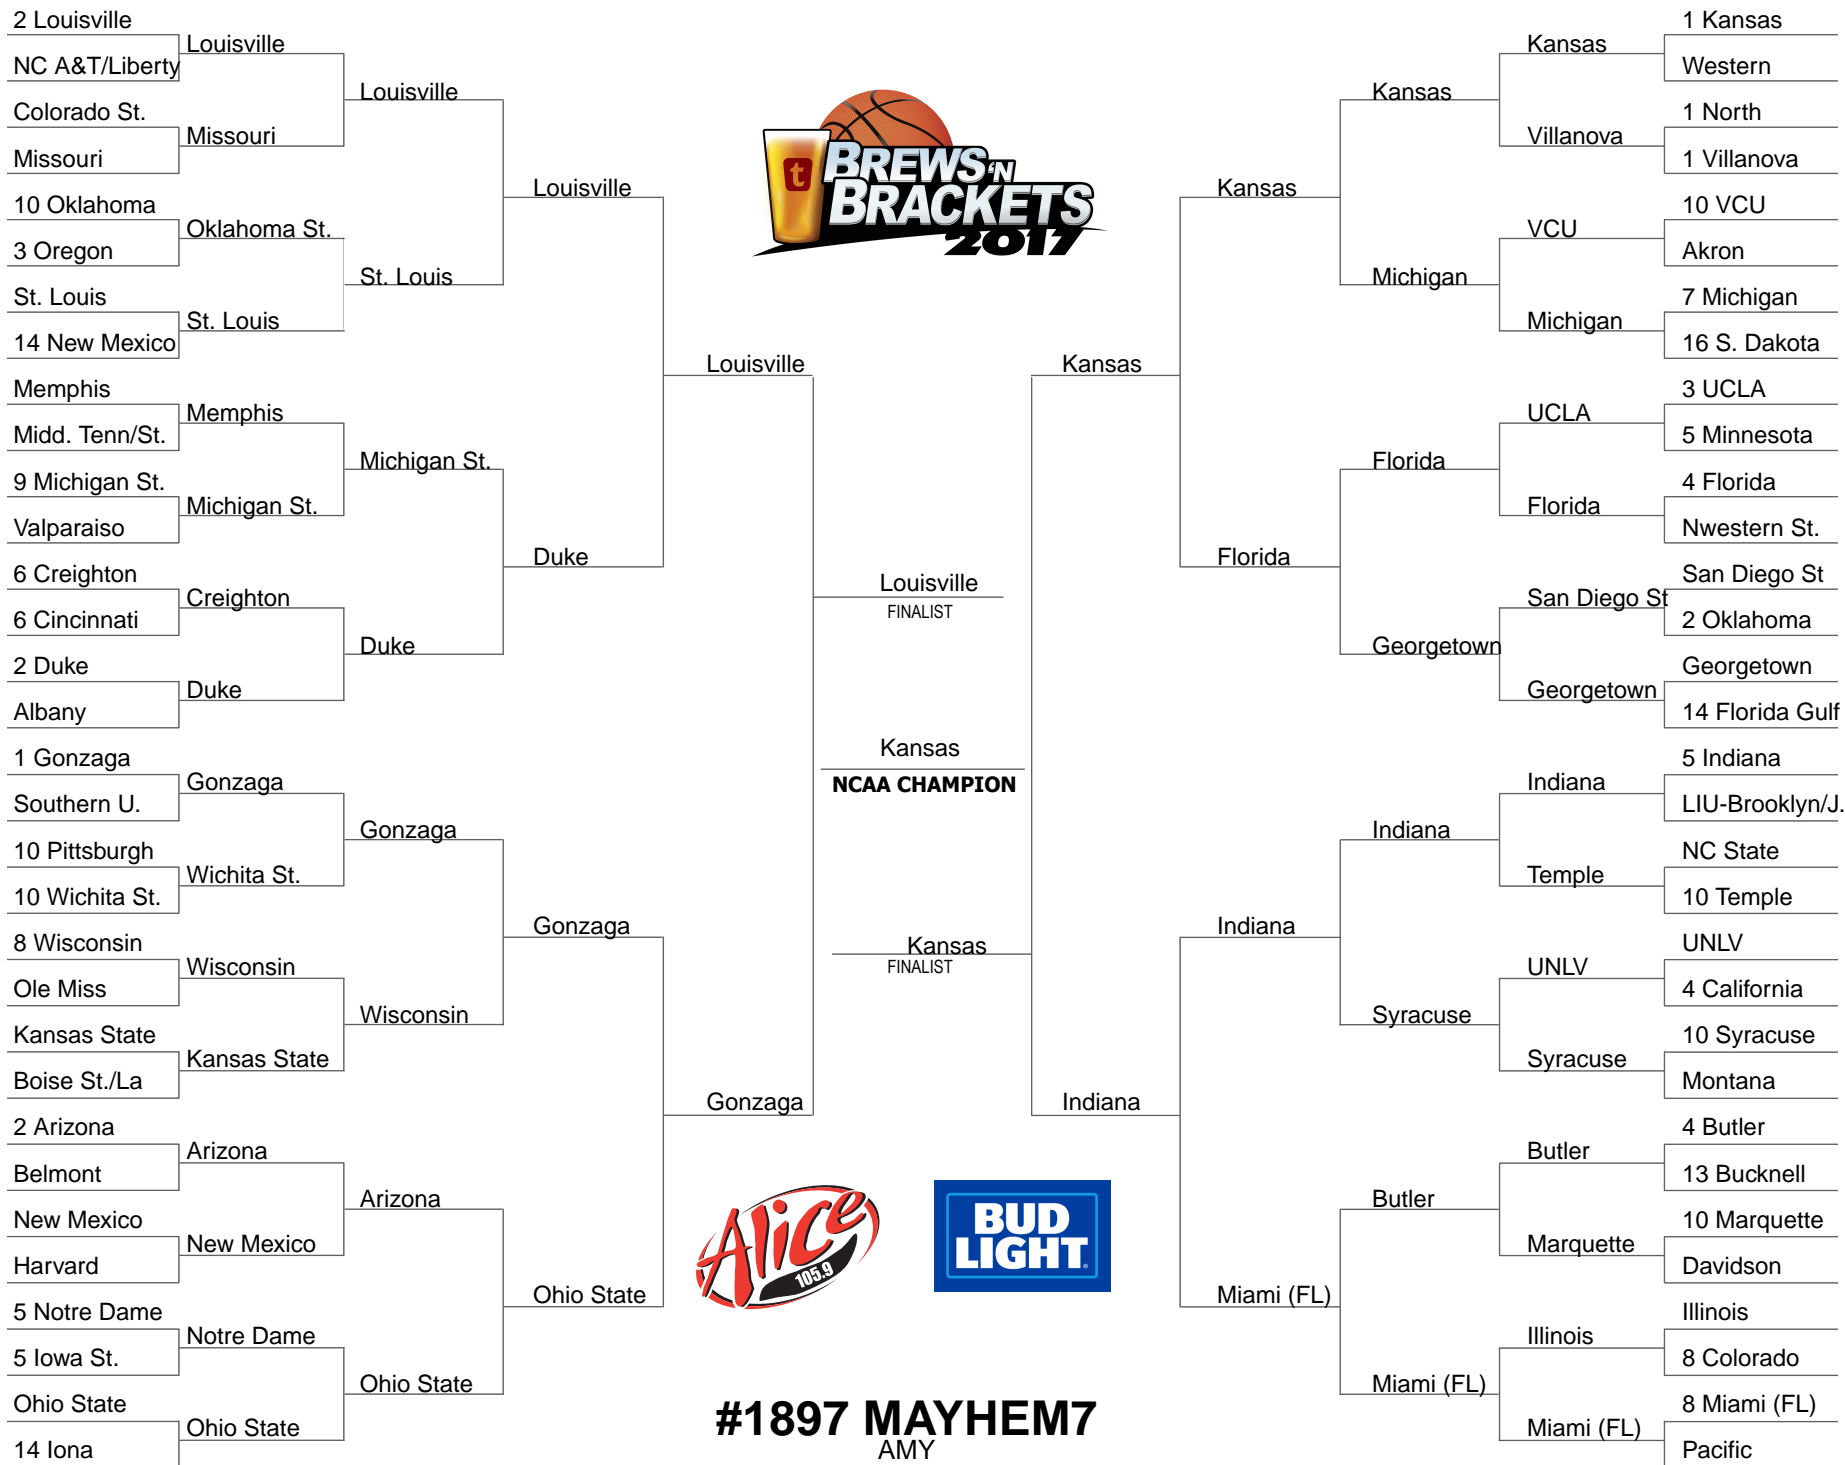 2 Louisville
NC A&T/Liberty
Colorado St.
Missouri
10 Oklahoma
3 Oregon
St. Louis
14 New Mexico
Memphis
Midd. Tenn/St.
9 Michigan St.
Valparaiso
6 Creighton
6 Cincinnati
2 Duke
Albany
1 Gonzaga
Southern U.
10 Pittsburgh
10 Wichita St.
8 Wisconsin
Ole Miss
Kansas State
Boise St./La
2 Arizona
Belmont
New Mexico
Harvard
5 Notre Dame
5 Iowa St.
Ohio State
14 Iona
Louisville
Missouri
Oklahoma St.
St. Louis
Memphis
Michigan St.
Creighton
Duke
Gonzaga
Wichita St.
Wisconsin
Kansas State
Arizona
New Mexico
Notre Dame
Ohio State
Louisville
St. Louis
Michigan St.
Duke
Gonzaga
Wisconsin
Arizona
Ohio State
Louisville
Duke
Gonzaga
Ohio State
Louisville
Gonzaga
t
BREWS 'N
BRACKETS
2017
Louisville
FINALIST
Kansas
NCAA CHAMPION
Kansas
FINALIST
Alice
105.9
BUD
LIGHT
#1897 MAYHEM7
AMY
Kansas
Indiana
Kansas
Florida
Indiana
Miami (FL)
Kansas
Michigan
Florida
Georgetown
Indiana
Syracuse
Butler
Miami (FL)
Kansas
Villanova
VCU
Michigan
UCLA
Florida
San Diego St
Georgetown
Indiana
Temple
UNLV
Syracuse
Butler
Marquette
Illinois
Miami (FL)
1 Kansas
Western
1 North
1 Villanova
10 VCU
Akron
7 Michigan
16 S. Dakota
3 UCLA
5 Minnesota
4 Florida
Nwestern St.
San Diego St
2 Oklahoma
Georgetown
14 Florida Gulf
5 Indiana
LIU-Brooklyn/J.
NC State
10 Temple
UNLV
4 California
10 Syracuse
Montana
4 Butler
13 Bucknell
10 Marquette
Davidson
Illinois
8 Colorado
8 Miami (FL)
Pacific